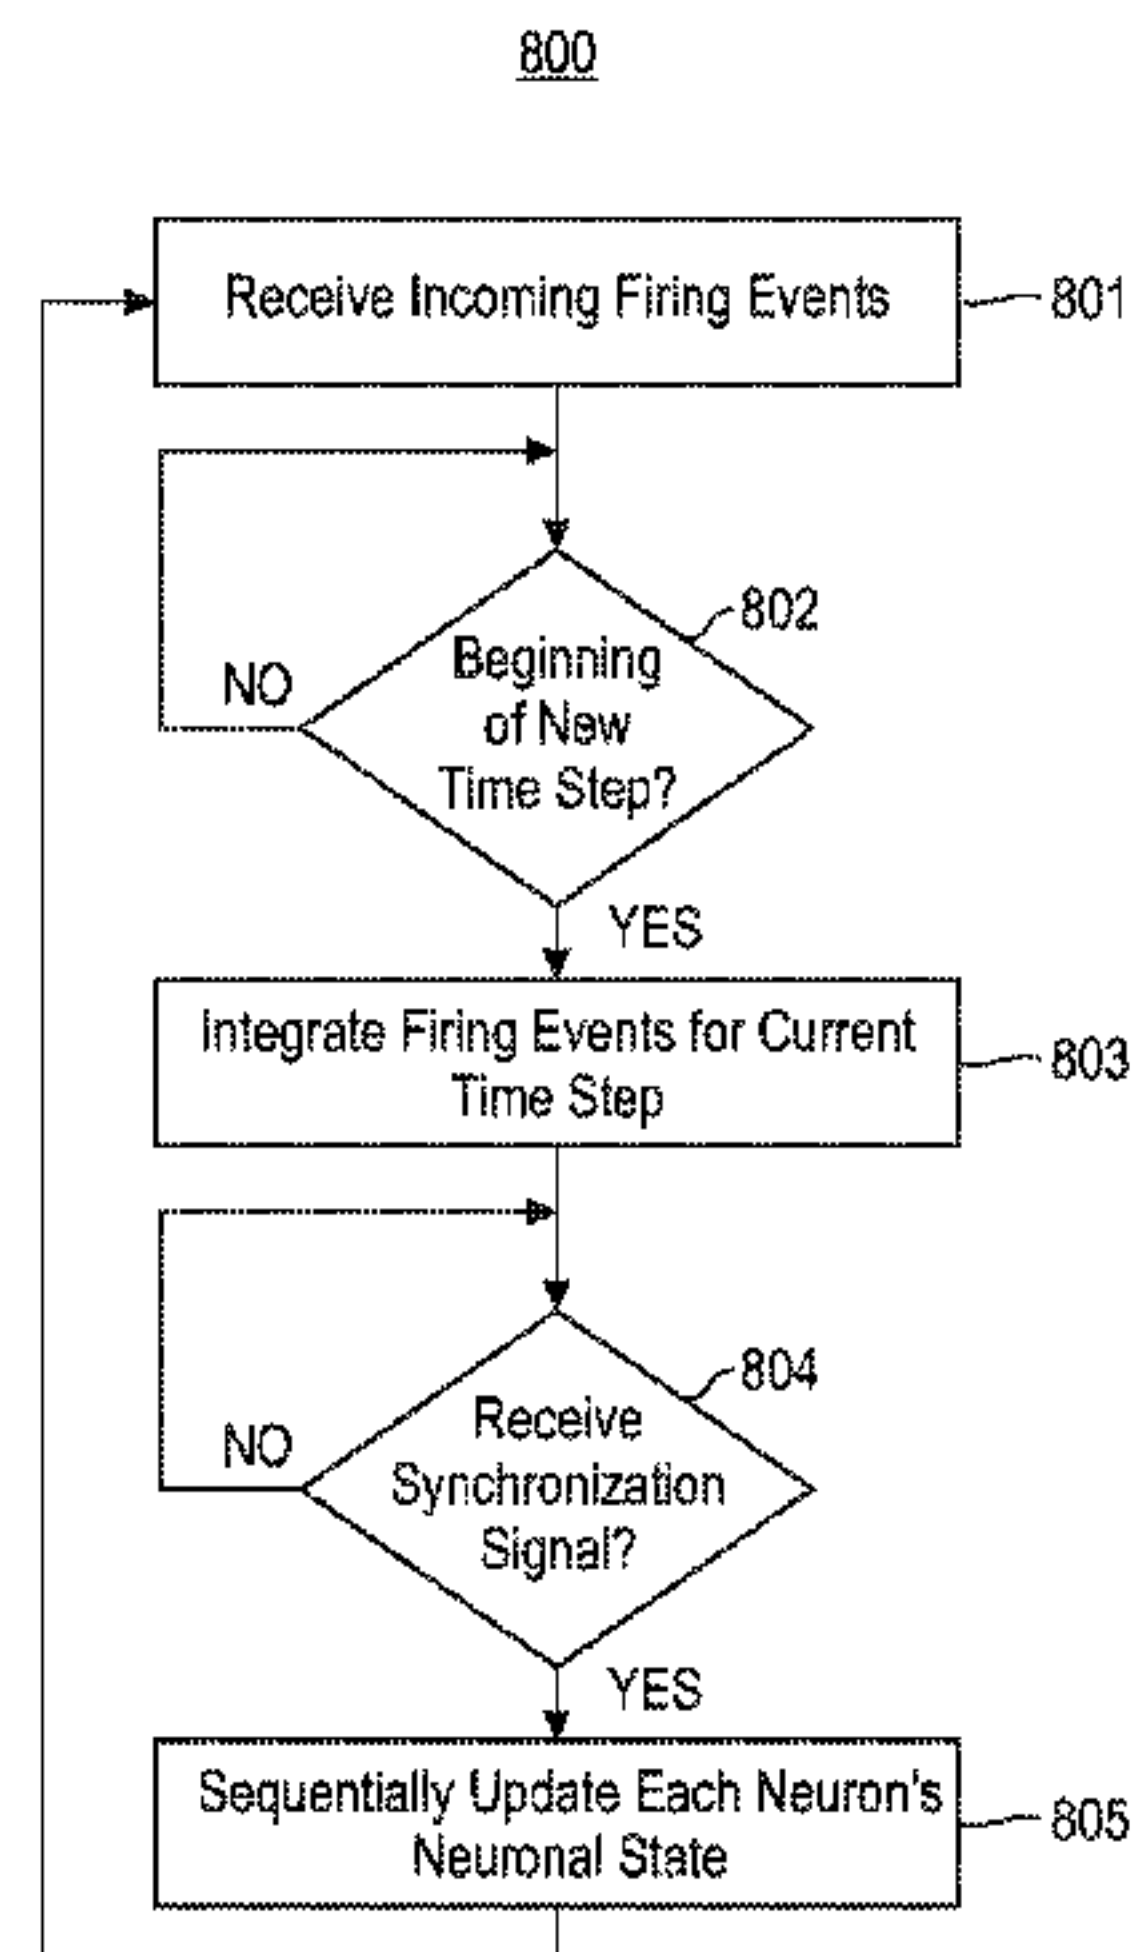 800
Receive Incoming Firing Events
801
802
Beginning
of New
Time Step?
NO
YES
Integrate Firing Events for Current
Time Step
803
804
Receive
Synchronization
Signal?
NO
YES
Sequentially Update Each Neuron's
Neuronal State
805